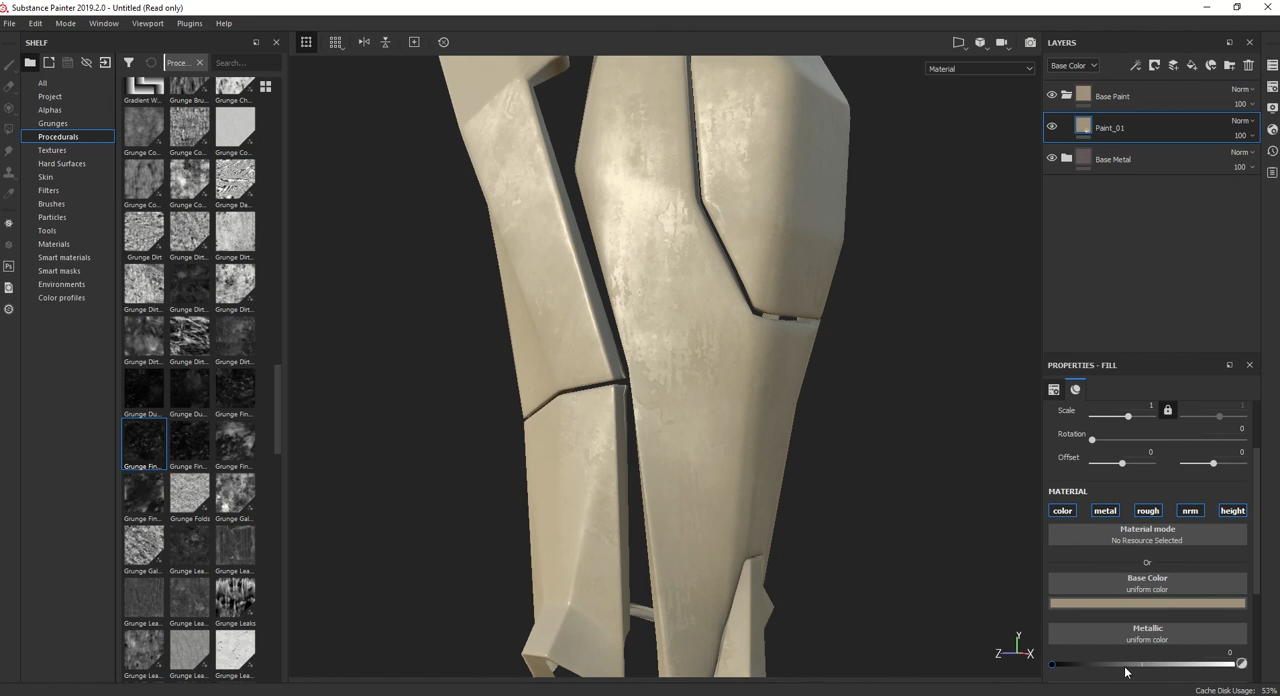 Substance Painter 2019.2.0 - Untitled (Read only)
File Edit Mode Window Viewport Plugins Help
SHELF
Proce...
Search...
All
Project
Alphas
Grunges
Procedurals
Textures
Hard Surfaces
Skin
Filters
Brushes
Particles
Tools
Materials
Smart materials
Smart masks
Environments
Color profiles
Gradient W... Grunge Bru... Grunge Ch...
Grunge Co... Grunge Co... Grunge Co...
Grunge Co... Grunge Co... Grunge Da...
Grunge Dirt Grunge Dirt... Grunge Dirt...
Grunge Dirt... Grunge Dirt... Grunge Dirt...
Grunge Dirt... Grunge Dirt... Grunge Dirt...
Grunge Du... Grunge Du... Grunge Fin...
Grunge Fin... Grunge Fin... Grunge Fin...
Grunge Fin... Grunge Folds Grunge Gal...
Grunge Gal... Grunge Lea... Grunge Lea...
Grunge Lea... Grunge Lea... Grunge Leaks
Grunge Lea... Grunge Lea... Grunge Lea...
Ps
Material
Y
Z X
LAYERS
Base Color
Base Paint Norm
100
Paint_01 Norm
100
Base Metal Norm
100
PROPERTIES - FILL
Scale 1 1
Rotation 0
Offset 0 0
MATERIAL
color metal rough nrm height
Material mode
No Resource Selected
Or
Base Color
uniform color
Metallic
uniform color
0
Cache Disk Usage: 53%